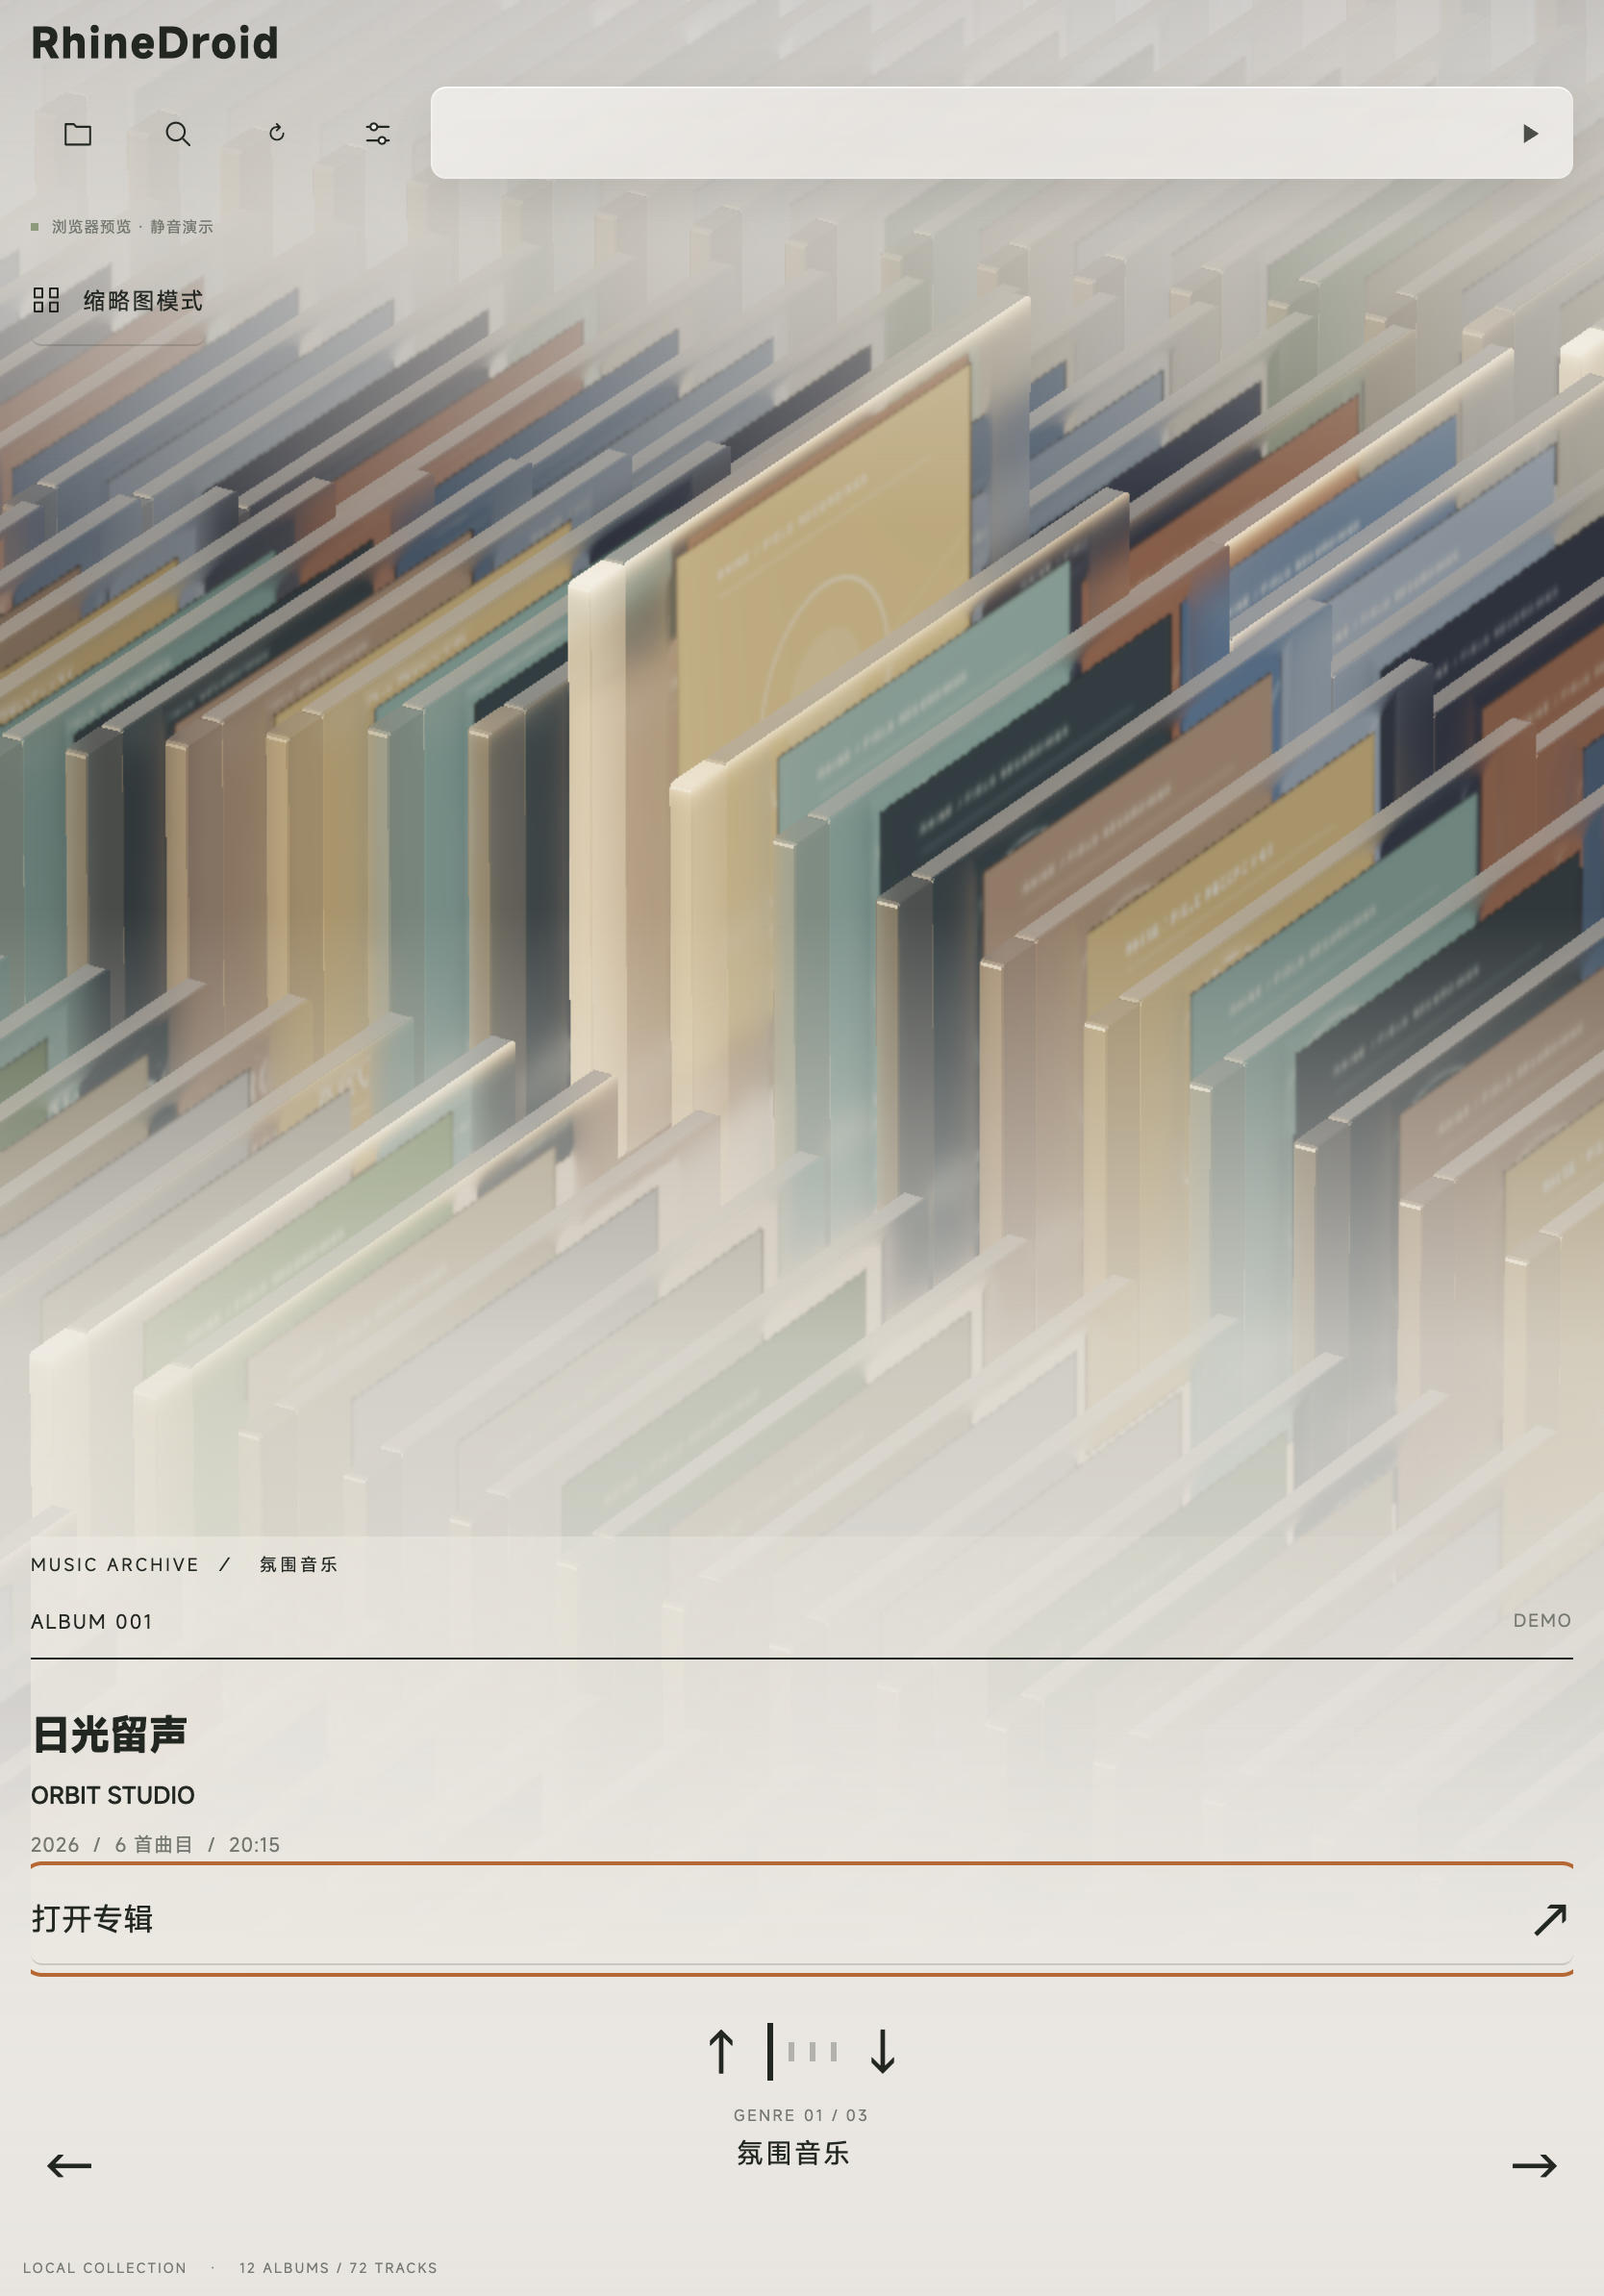 RhineDroid
浏览器预览 · 静音演示
缩略图模式
MUSIC ARCHIVE / 氛围音乐
ALBUM 001
DEMO
日光留声
ORBIT STUDIO
2026 / 6 首曲目 / 20:15
打开专辑
GENRE 01 / 03
氛围音乐
LOCAL COLLECTION · 12 ALBUMS / 72 TRACKS